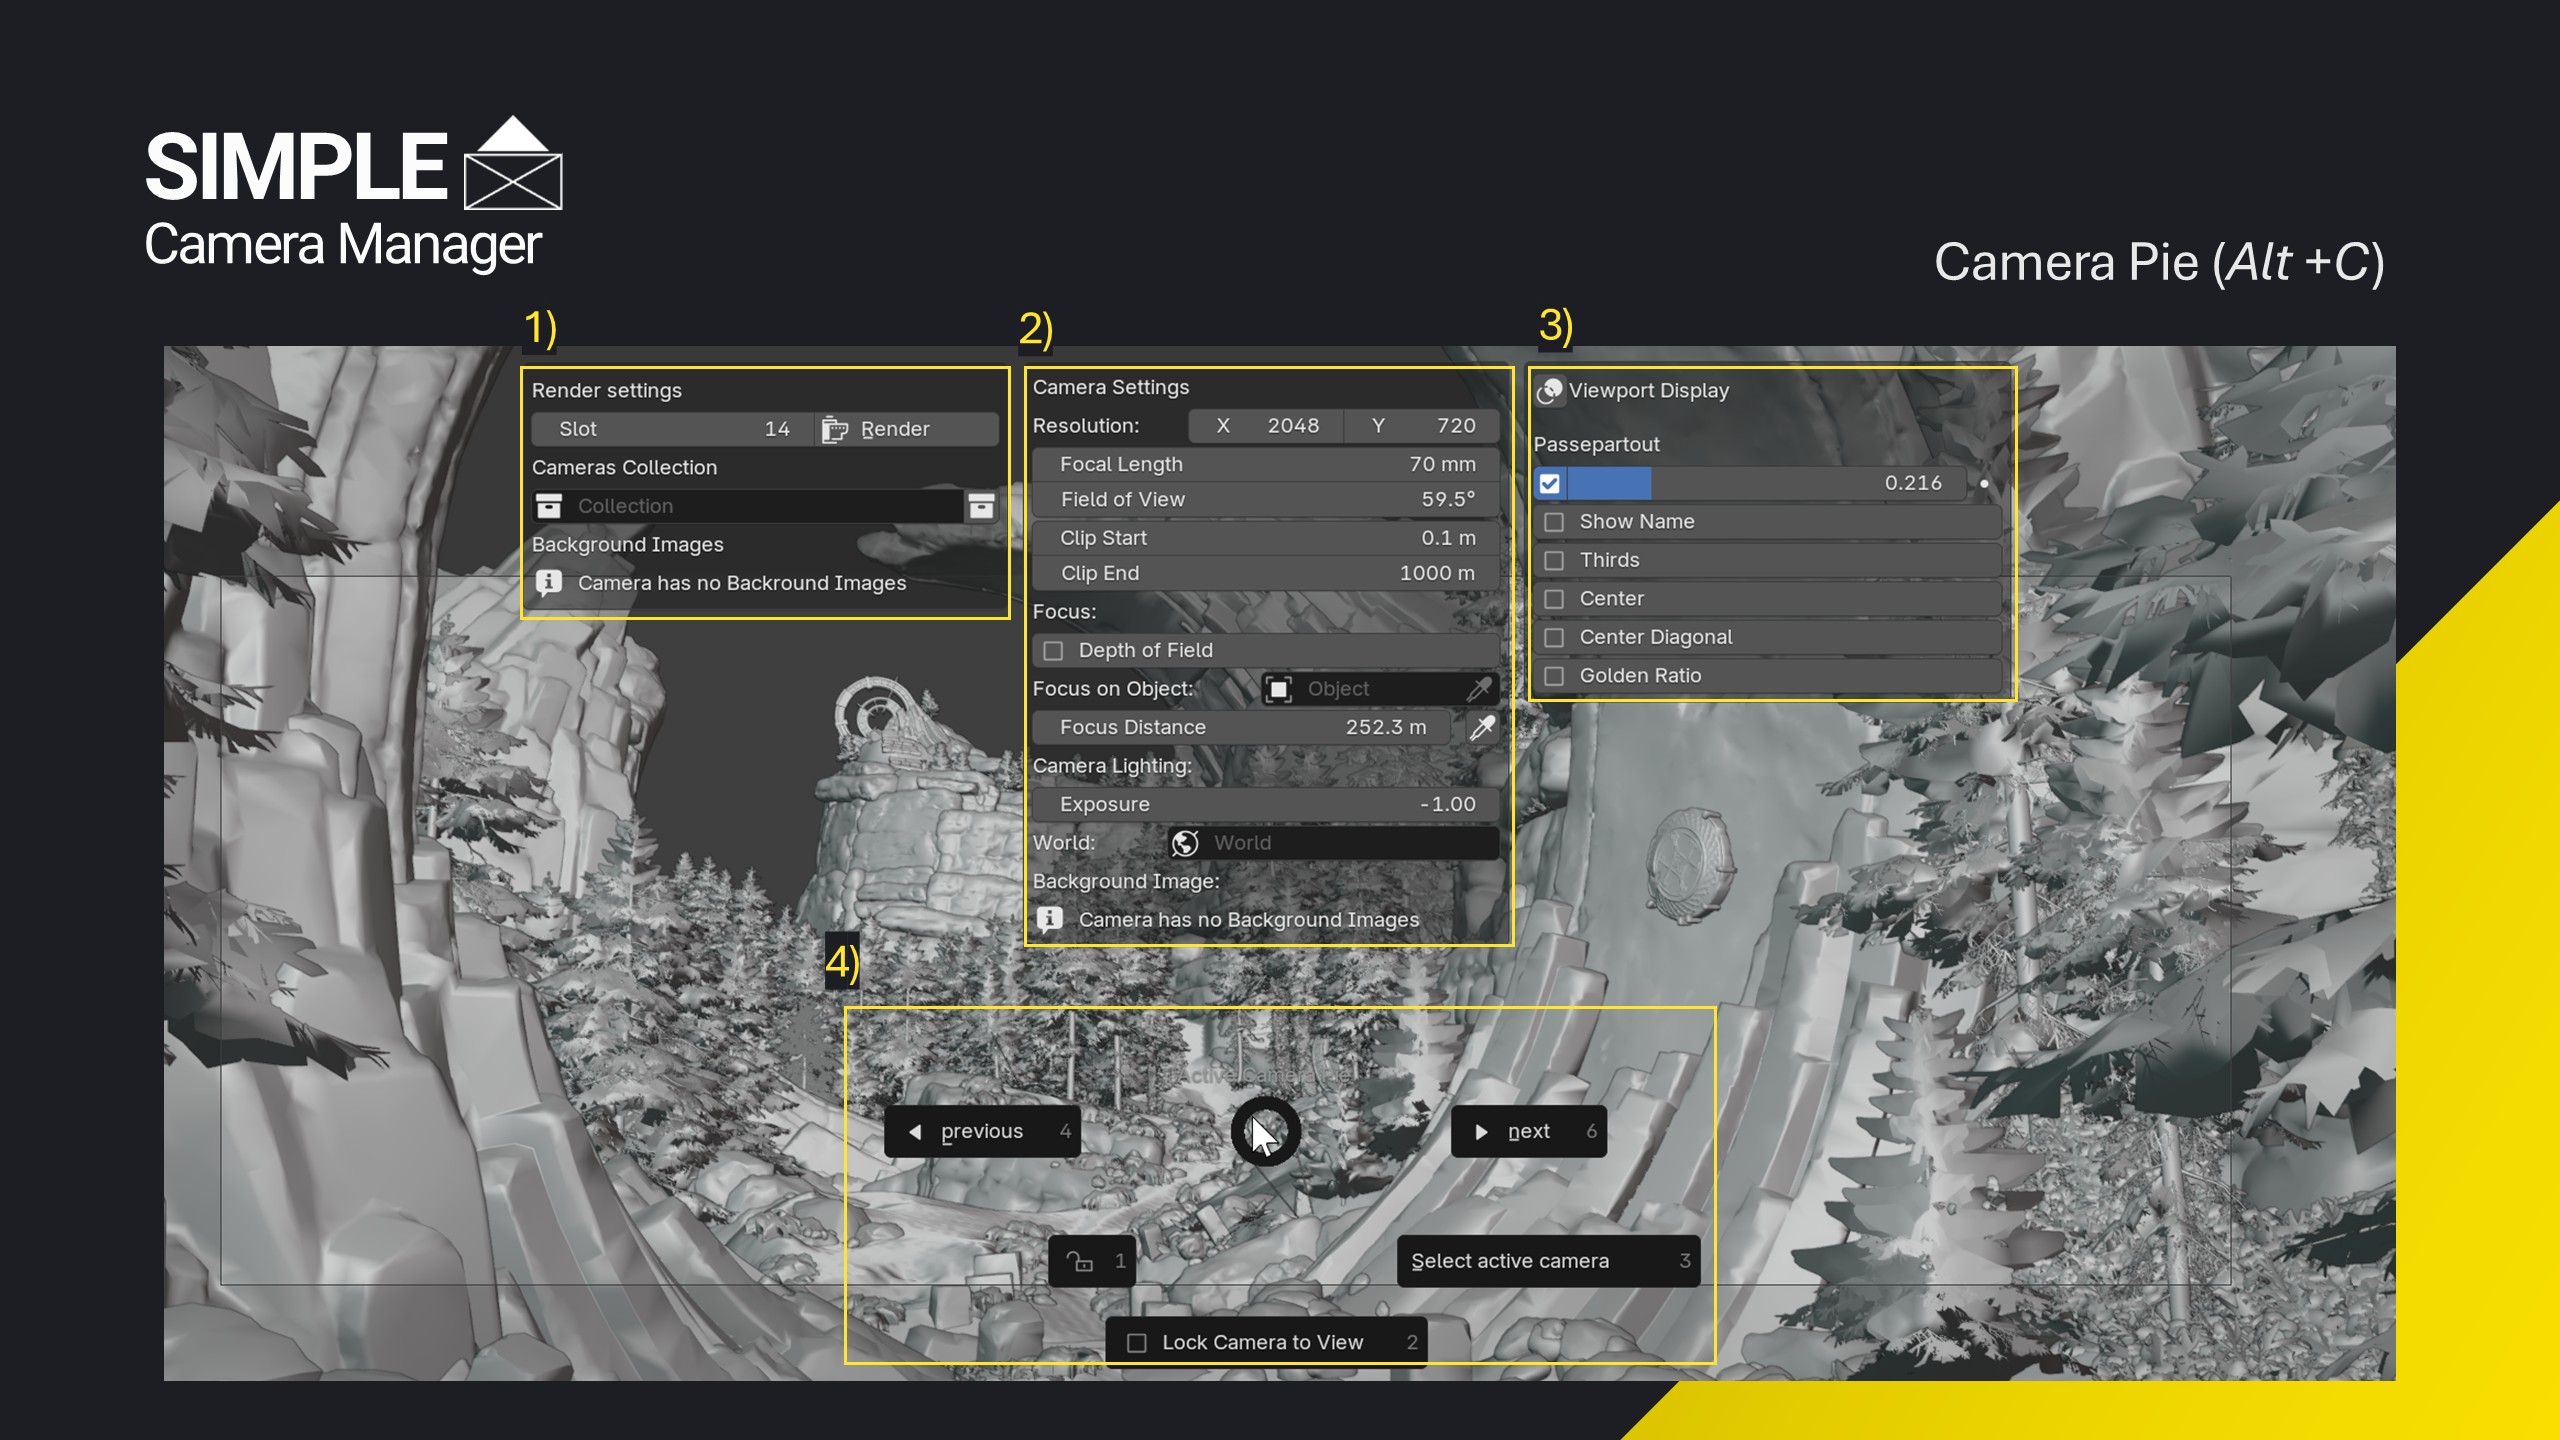 SIMPLE
Camera Manager
Camera Pie (Alt +C)
1)
Render settings
Slot 14 Render
Cameras Collection
Collection
Background Images
Camera has no Backround Images
2)
Camera Settings
Resolution: X 2048 Y 720
Focal Length 70 mm
Field of View 59.5°
Clip Start 0.1 m
Clip End 1000 m
Focus:
Depth of Field
Focus on Object: Object
Focus Distance 252.3 m
Camera Lighting:
Exposure -1.00
World: World
Background Image:
Camera has no Background Images
3)
Viewport Display
Passepartout
0.216
Show Name
Thirds
Center
Center Diagonal
Golden Ratio
4)
Active Camera
previous 4
next 6
1
Select active camera 3
Lock Camera to View 2